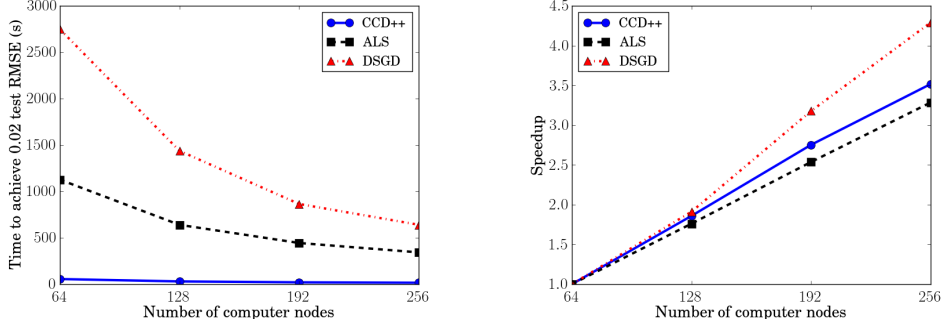 3000
2500
2000
1500
1000
500
0
Time to achieve 0.02 test RMSE (s)
CCD++
ALS
DSGD
64
128
192
256
Number of computer nodes
4.5
4.0
3.5
3.0
2.5
2.0
1.5
1.0
Speedup
CCD++
ALS
DSGD
64
128
192
256
Number of computer nodes